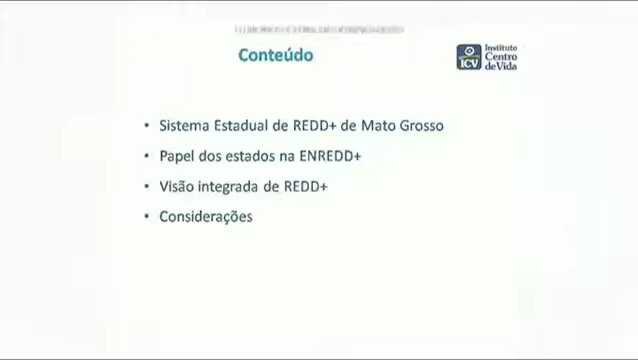 Conteúdo
ICV
Instituto
Centro
de Vida
• Sistema Estadual de REDD+ de Mato Grosso
• Papel dos estados na ENREDD+
• Visão integrada de REDD+
• Considerações